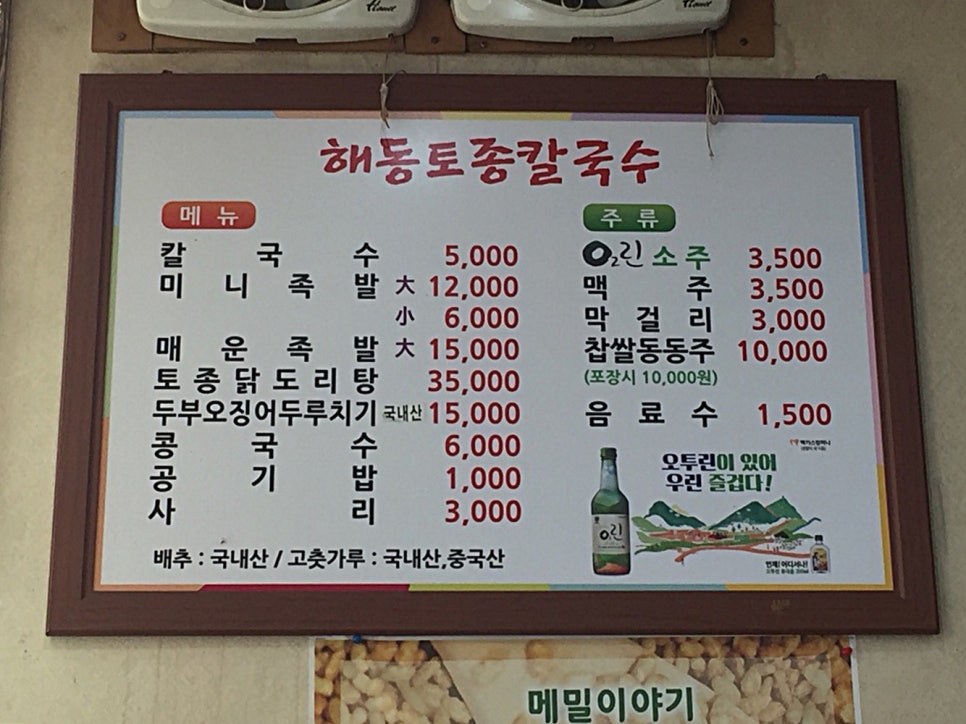 해동토종칼국수
메 뉴
칼 국 수 5,000
미 니 족 발 大 12,000
小 6,000
매 운 족 발 大 15,000
토 종 닭 도 리 탕 35,000
두부오징어두루치기 국내산 15,000
콩 국 수 6,000
공 기 밥 1,000
사 리 3,000
배추 : 국내산 / 고춧가루 : 국내산,중국산
주 류
O2린 소주 3,500
맥 주 3,500
막 걸 리 3,000
찹쌀동동주 10,000
(포장시 10,000원)
음 료 수 1,500
오투린이 있어
우린 즐겁다!
O2린
언제! 어디서나!
메밀이야기